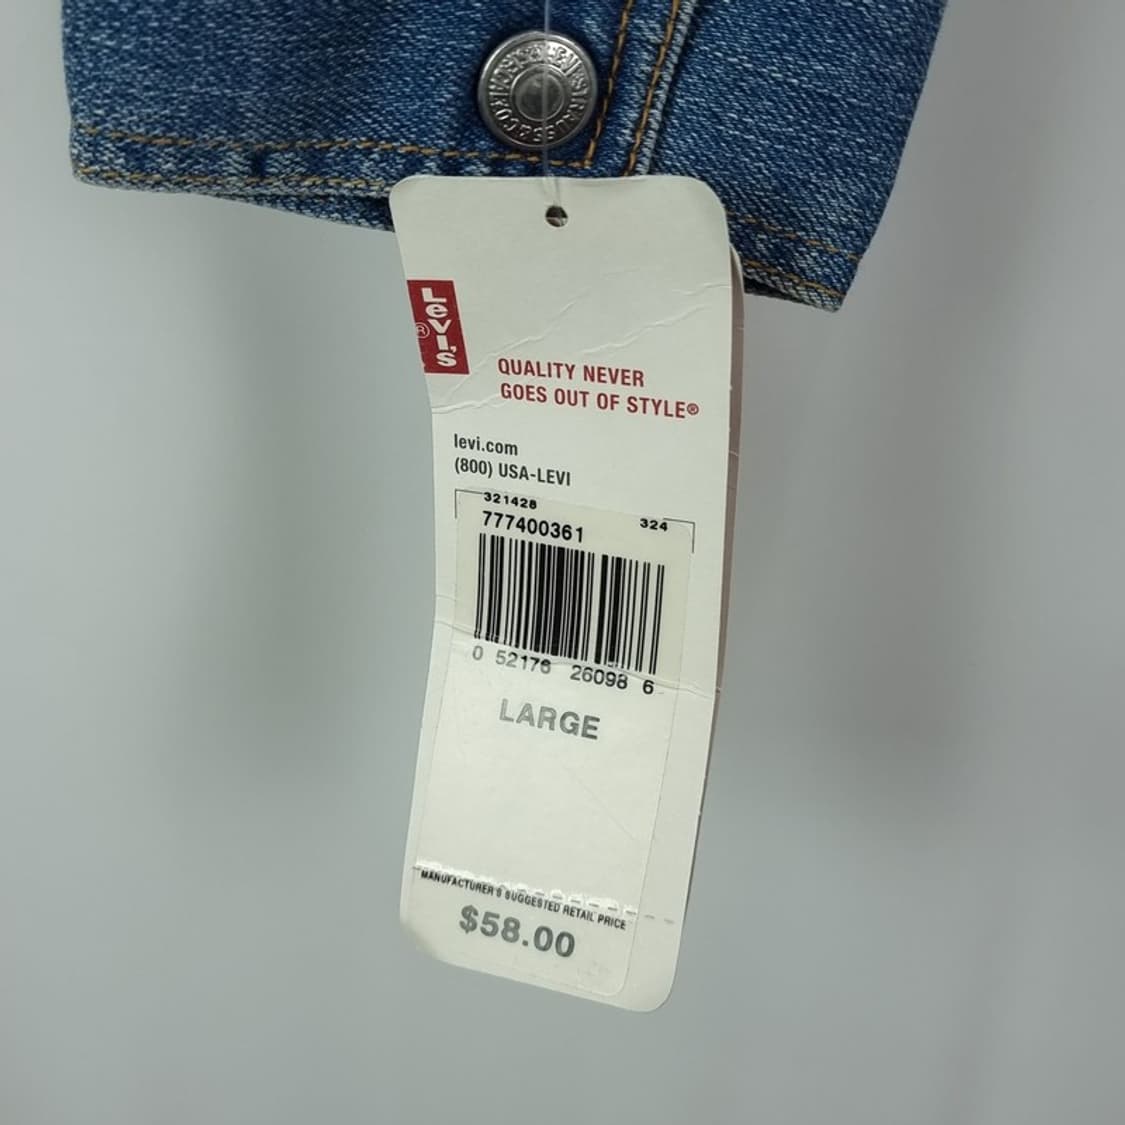 Levi's
®
QUALITY NEVER
GOES OUT OF STYLE®
levi.com
(800) USA-LEVI
321428
777400361
324
0 52176 26098 6
LARGE
MANUFACTURER'S SUGGESTED RETAIL PRICE
$58.00